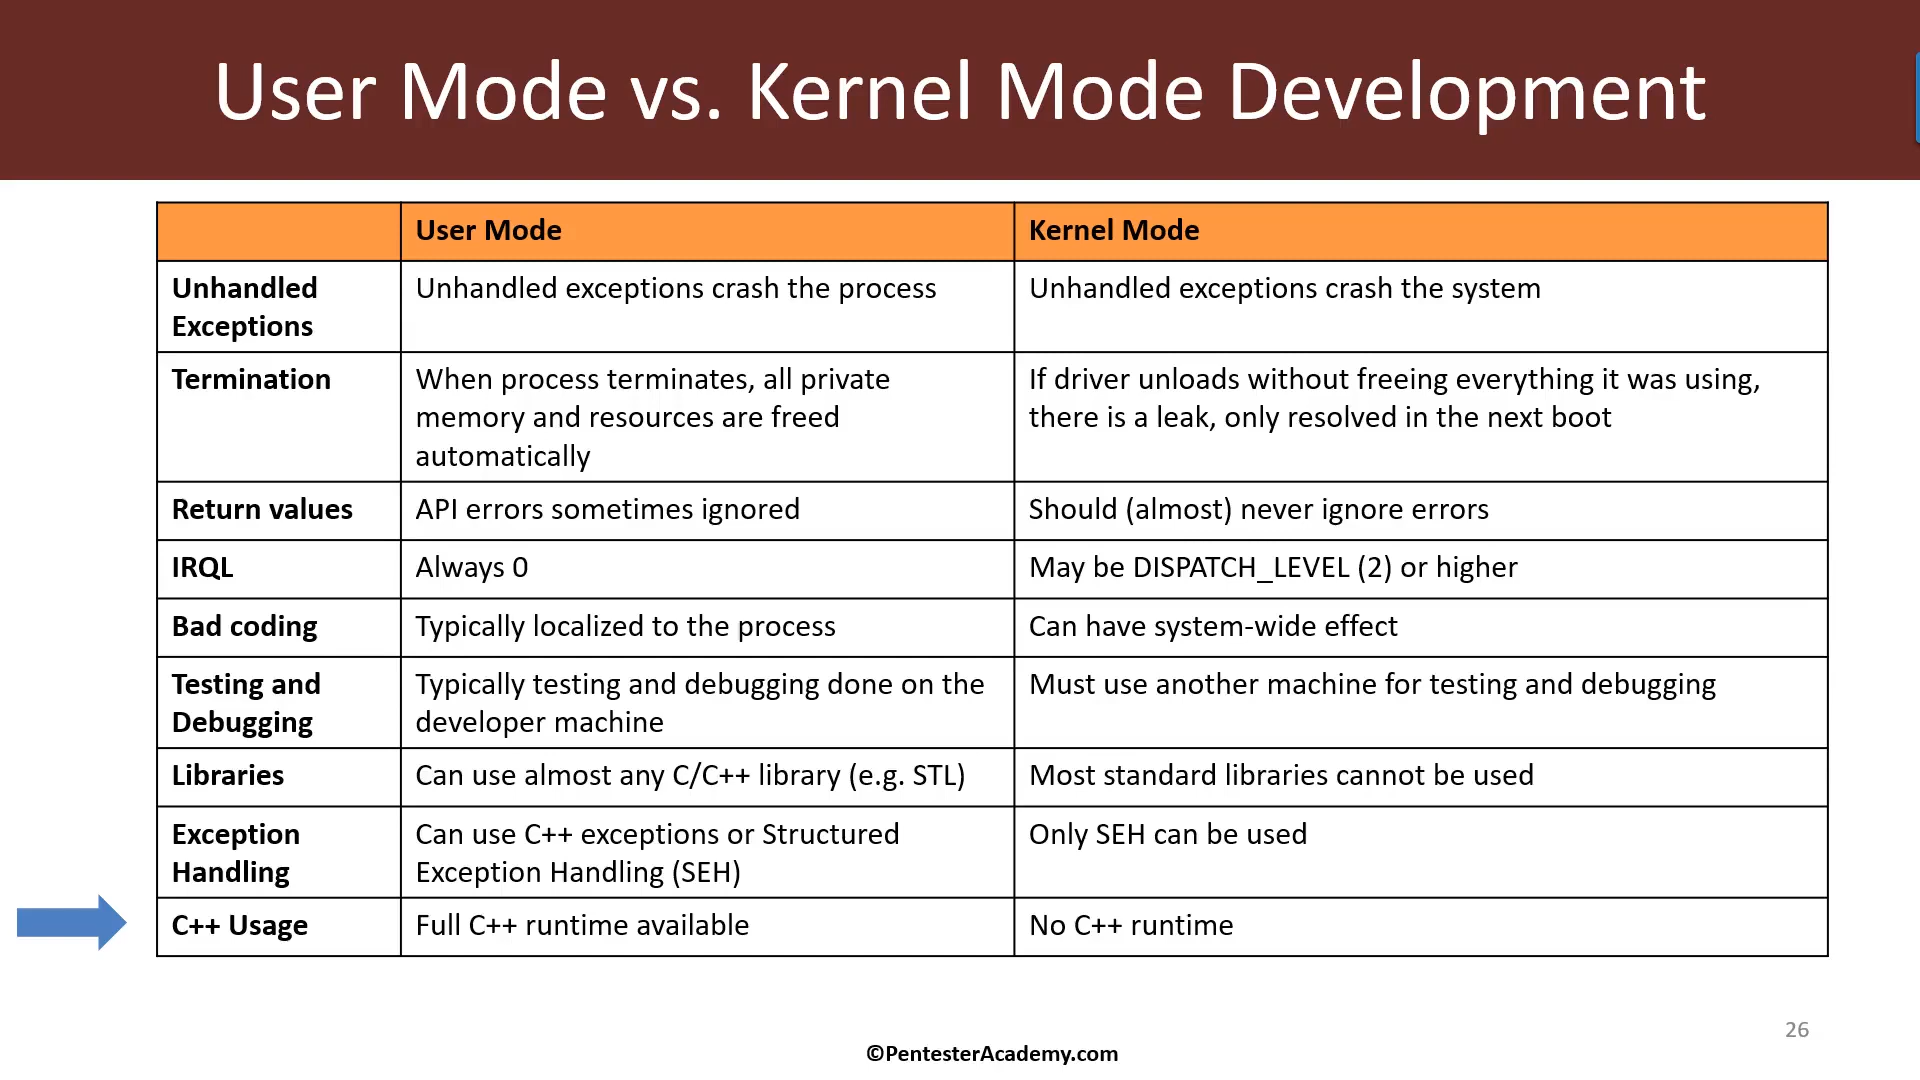 User Mode vs. Kernel Mode Development
User Mode
Kernel Mode
Unhandled
Exceptions
Unhandled exceptions crash the process
Unhandled exceptions crash the system
Termination
When process terminates, all private
memory and resources are freed
automatically
If driver unloads without freeing everything it was using,
there is a leak, only resolved in the next boot
Return values
API errors sometimes ignored
Should (almost) never ignore errors
IRQL
Always 0
May be DISPATCH_LEVEL (2) or higher
Bad coding
Typically localized to the process
Can have system-wide effect
Testing and
Debugging
Typically testing and debugging done on the
developer machine
Must use another machine for testing and debugging
Libraries
Can use almost any C/C++ library (e.g. STL)
Most standard libraries cannot be used
Exception
Handling
Can use C++ exceptions or Structured
Exception Handling (SEH)
Only SEH can be used
C++ Usage
Full C++ runtime available
No C++ runtime
26
©PentesterAcademy.com